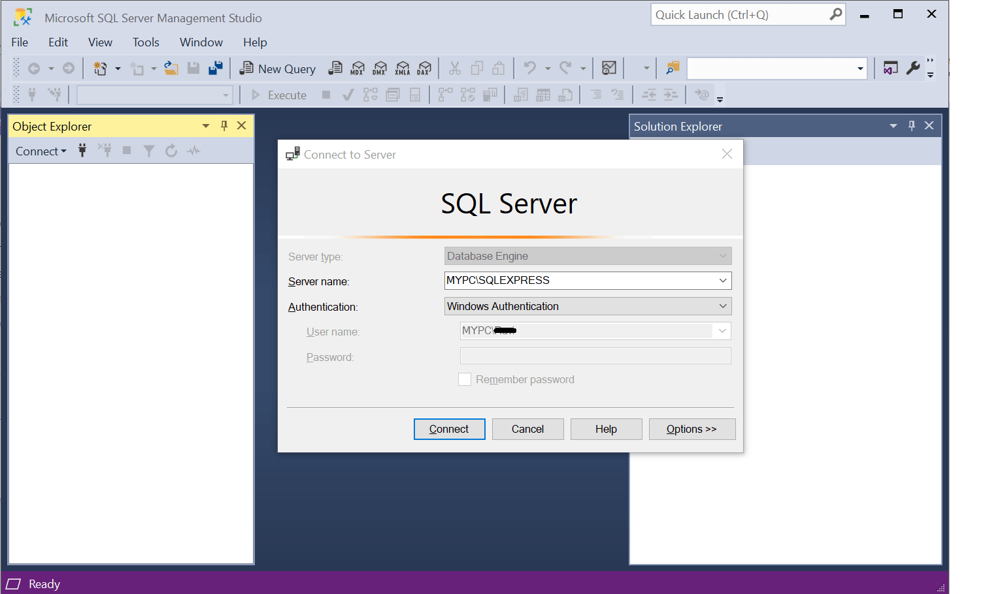 Microsoft SQL Server Management Studio
Quick Launch (Ctrl+Q)
File Edit View Tools Window Help
New Query MDX DMX XMLA DAX
Execute
Object Explorer
Solution Explorer
Connect
Connect to Server
SQL Server
Server type: Database Engine
Server name: MYPC\SQLEXPRESS
Authentication: Windows Authentication
User name: MYPC\
Password:
Remember password
Connect Cancel Help Options >>
Ready